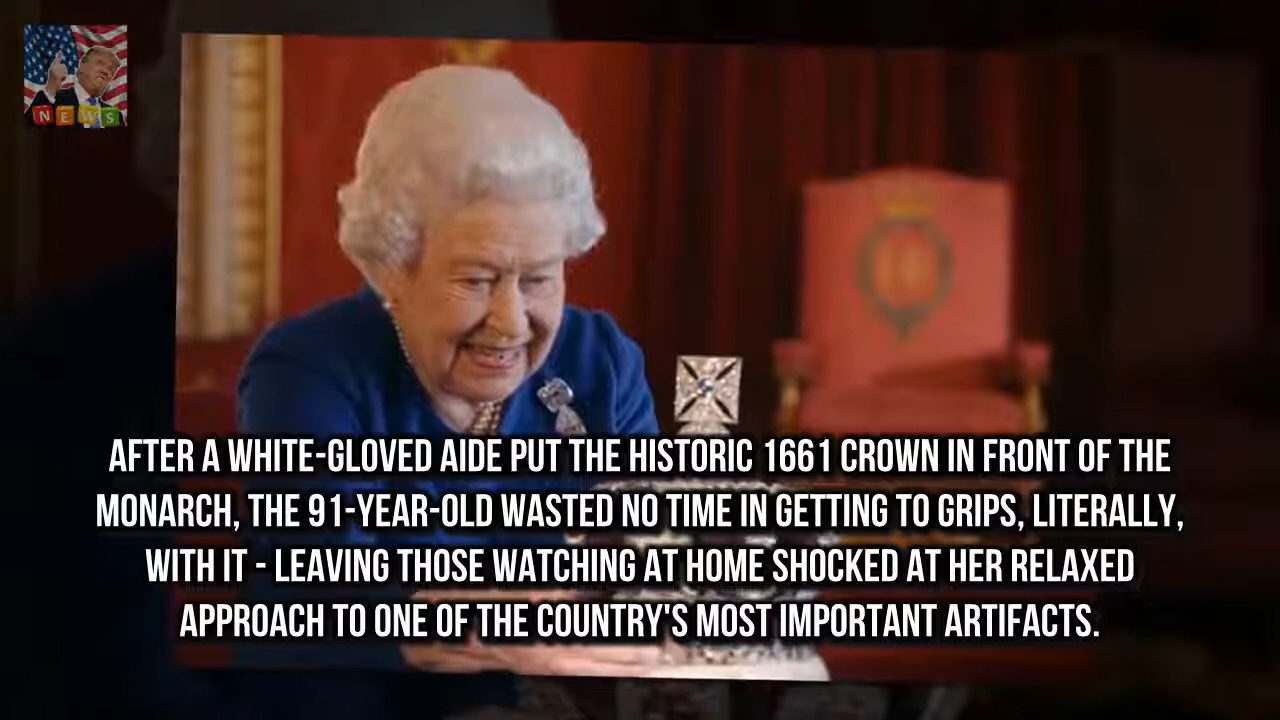 NEWS
AFTER A WHITE-GLOVED AIDE PUT THE HISTORIC 1661 CROWN IN FRONT OF THE
MONARCH, THE 91-YEAR-OLD WASTED NO TIME IN GETTING TO GRIPS, LITERALLY,
WITH IT - LEAVING THOSE WATCHING AT HOME SHOCKED AT HER RELAXED
APPROACH TO ONE OF THE COUNTRY'S MOST IMPORTANT ARTIFACTS.